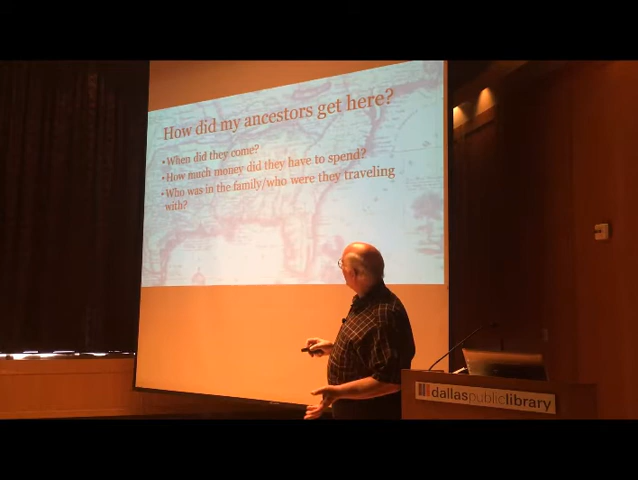 How did my ancestors get here?
•When did they come?
•How much money did they have to spend?
•Who was in the family/who were they traveling
with?
dallaspubliclibrary